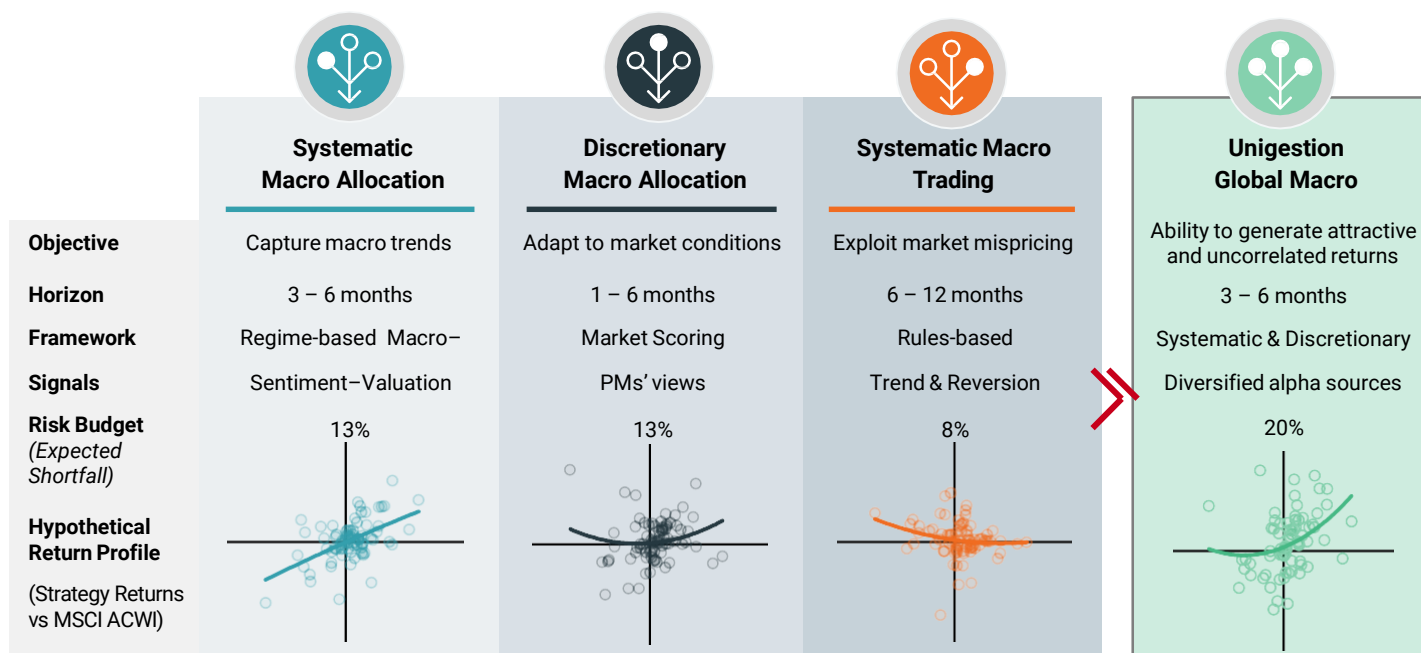 Systematic
Macro Allocation
Discretionary
Macro Allocation
Systematic Macro
Trading
Unigestion
Global Macro
Objective
Capture macro trends
Adapt to market conditions
Exploit market mispricing
Ability to generate attractive
and uncorrelated returns
Horizon
3 – 6 months
1 – 6 months
6 – 12 months
3 – 6 months
Framework
Regime-based Macro–
Market Scoring
Rules-based
Systematic & Discretionary
Signals
Sentiment–Valuation
PMs’ views
Trend & Reversion
Diversified alpha sources
Risk Budget
(Expected
Shortfall)
13%
13%
8%
20%
Hypothetical
Return Profile
(Strategy Returns
vs MSCI ACWI)